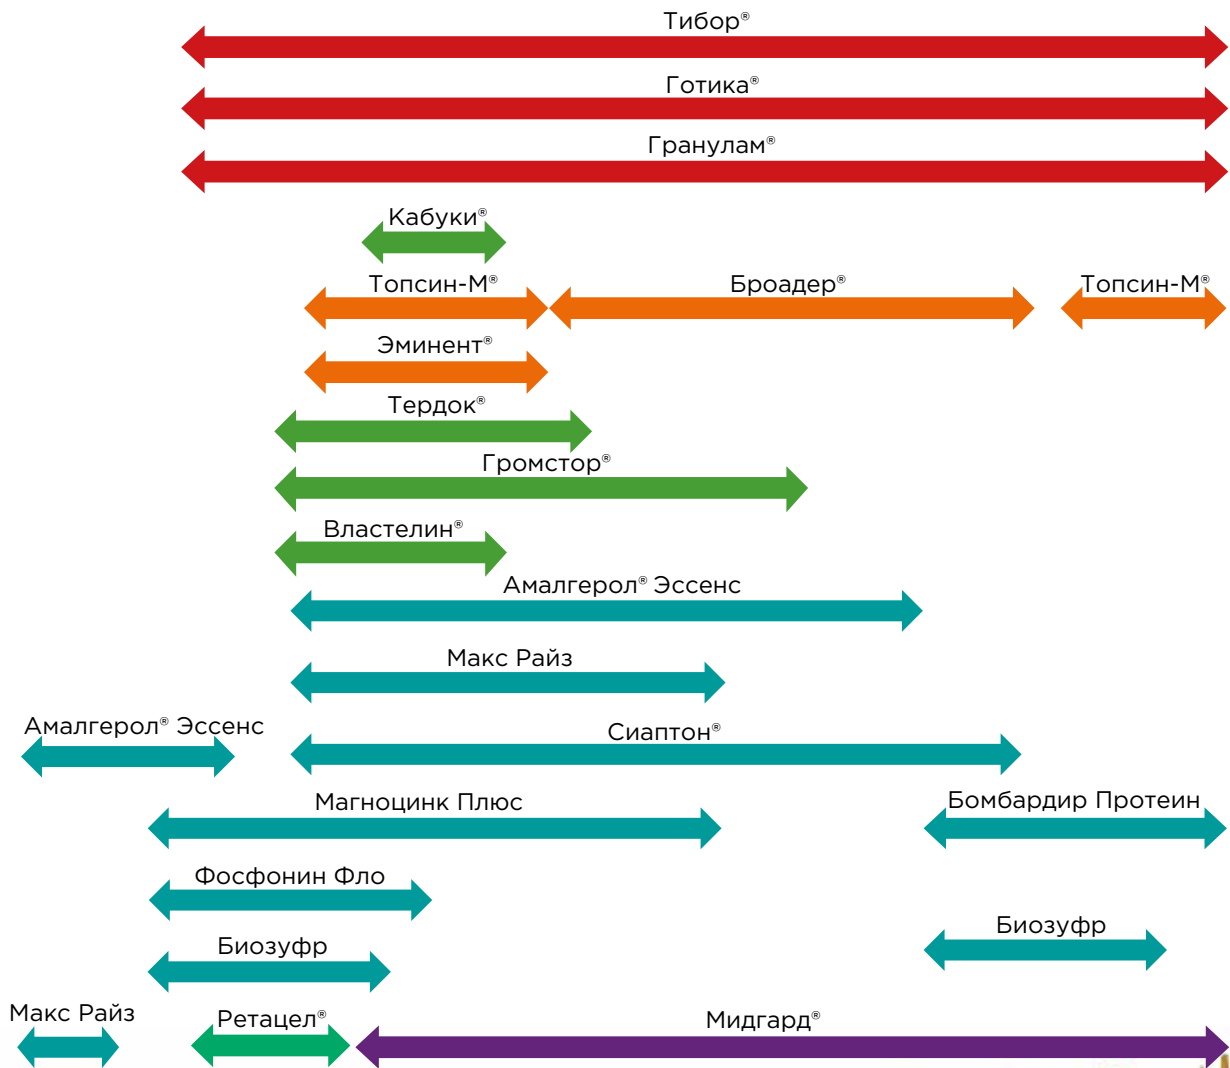 Тибор®
Готика®
Гранулам®
Кабуки®
Топсин-М® Броадер® Топсин-М®
Эминент®
Тердок®
Громстор®
Властелин®
Амалгерол® Эссенс
Макс Райз
Амалгерол® Эссенс Сиаптон®
Магноцинк Плюс Бомбардир Протеин
Фосфонин Фло
Биозуфр Биозуфр
Макс Райз Ретацел® Мидгард®